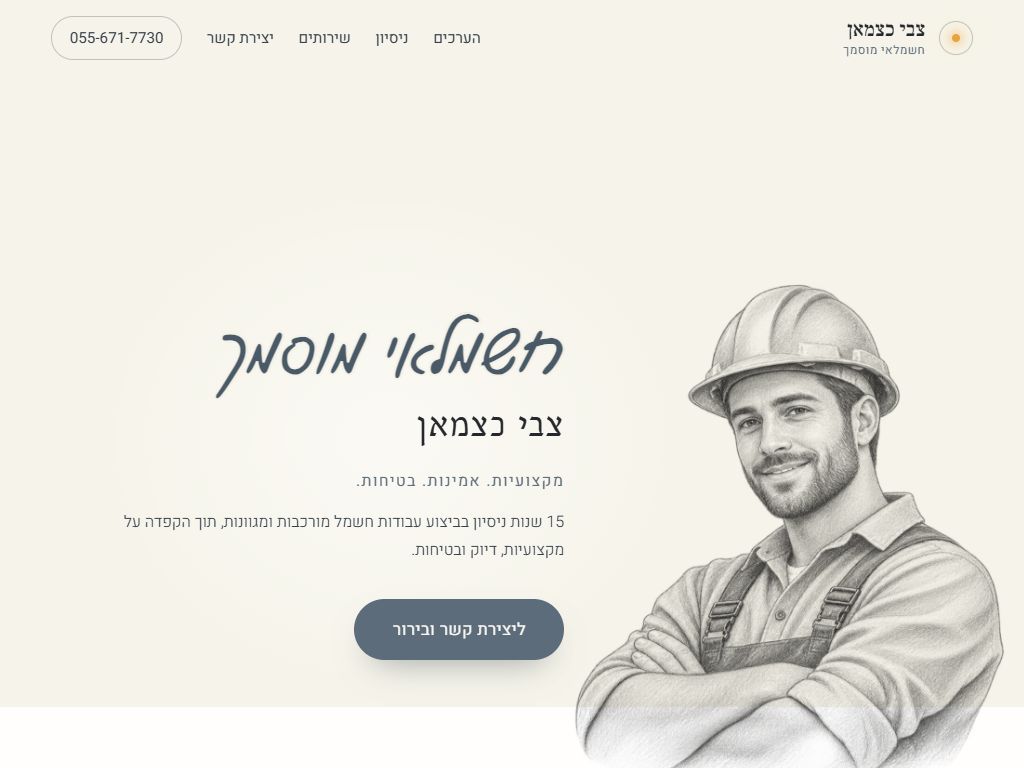 צבי כצמאן
חשמלאי מוסמך
הערכים
ניסיון
שירותים
יצירת קשר
055-671-7730
חשמלאי מוסמך
צבי כצמאן
מקצועיות. אמינות. בטיחות.
15 שנות ניסיון בביצוע עבודות חשמל מורכבות ומגוונות, תוך הקפדה על
מקצועיות, דיוק ובטיחות.
ליצירת קשר ובירור